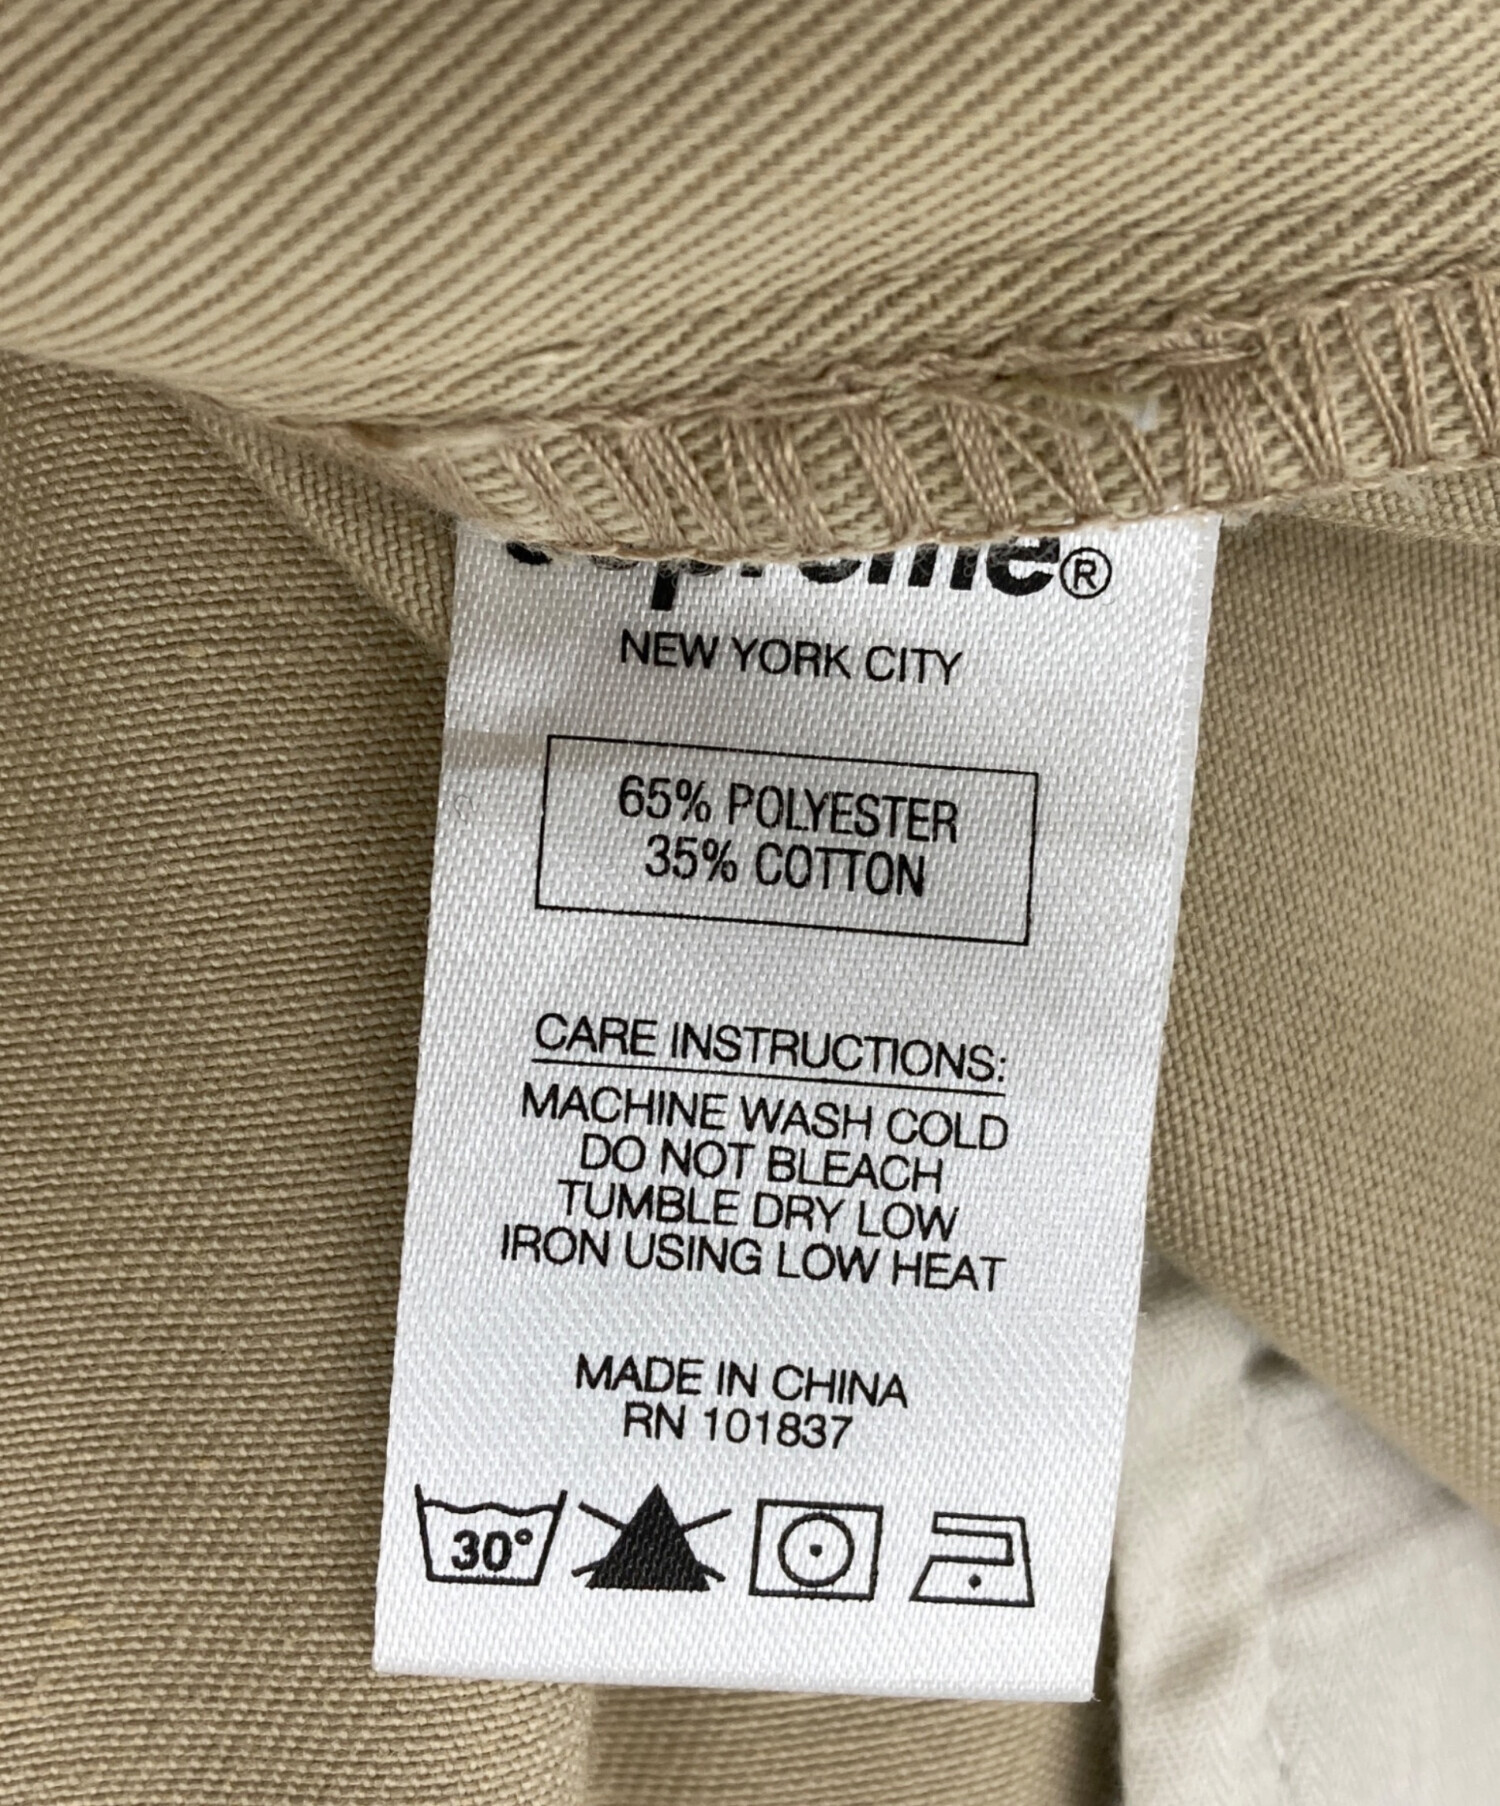 Supreme®
NEW YORK CITY
65% POLYESTER
35% COTTON
CARE INSTRUCTIONS:
MACHINE WASH COLD
DO NOT BLEACH
TUMBLE DRY LOW
IRON USING LOW HEAT
MADE IN CHINA
RN 101837
30°